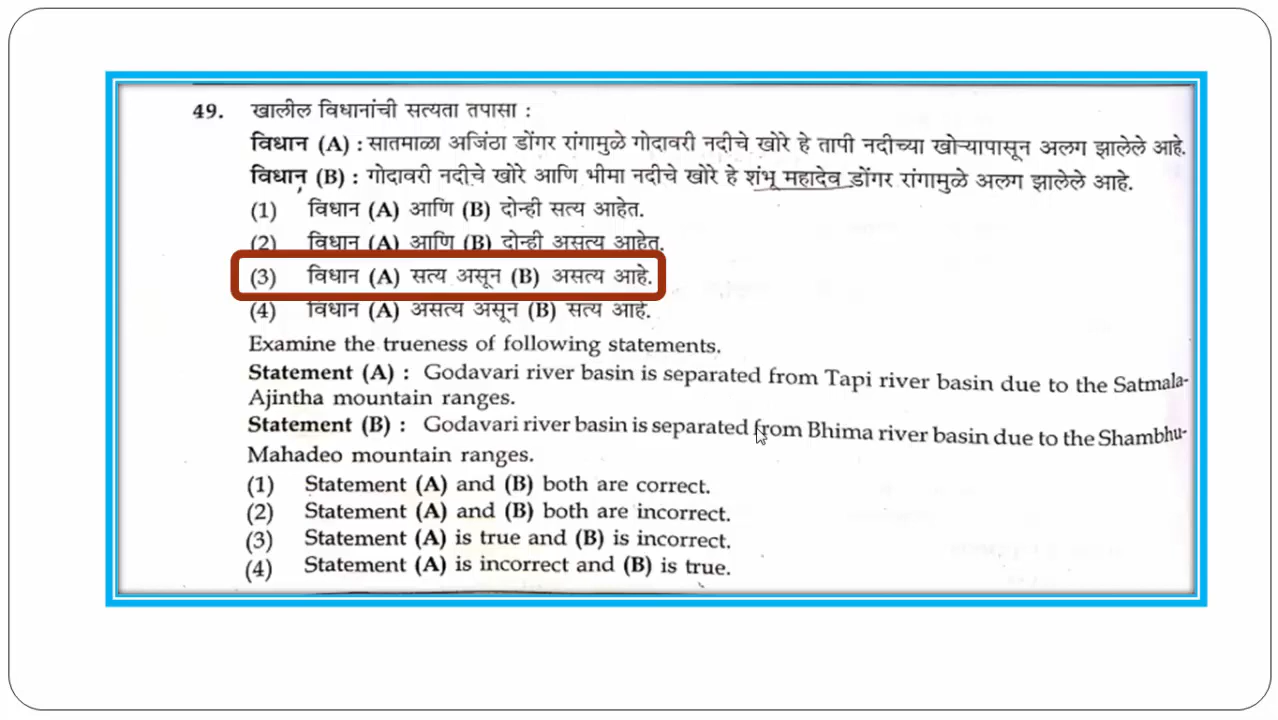 49. खालील विधानांची सत्यता तपासा :
विधान (A) : सातमाळा अजिंठा डोंगर रांगामुळे गोदावरी नदीचे खोरे हे तापी नदीच्या खोऱ्यापासून अलग झालेले आहे.
विधान (B) : गोदावरी नदीचे खोरे आणि भीमा नदीचे खोरे हे शंभू महादेव डोंगर रांगामुळे अलग झालेले आहे.
(1) विधान (A) आणि (B) दोन्ही सत्य आहेत.
(2) विधान (A) आणि (B) दोन्ही असत्य आहेत.
(3) विधान (A) सत्य असून (B) असत्य आहे.
(4) विधान (A) असत्य असून (B) सत्य आहे.
Examine the trueness of following statements.
Statement (A) : Godavari river basin is separated from Tapi river basin due to the Satmala-
Ajintha mountain ranges.
Statement (B) : Godavari river basin is separated from Bhima river basin due to the Shambhu-
Mahadeo mountain ranges.
(1) Statement (A) and (B) both are correct.
(2) Statement (A) and (B) both are incorrect.
(3) Statement (A) is true and (B) is incorrect.
(4) Statement (A) is incorrect and (B) is true.